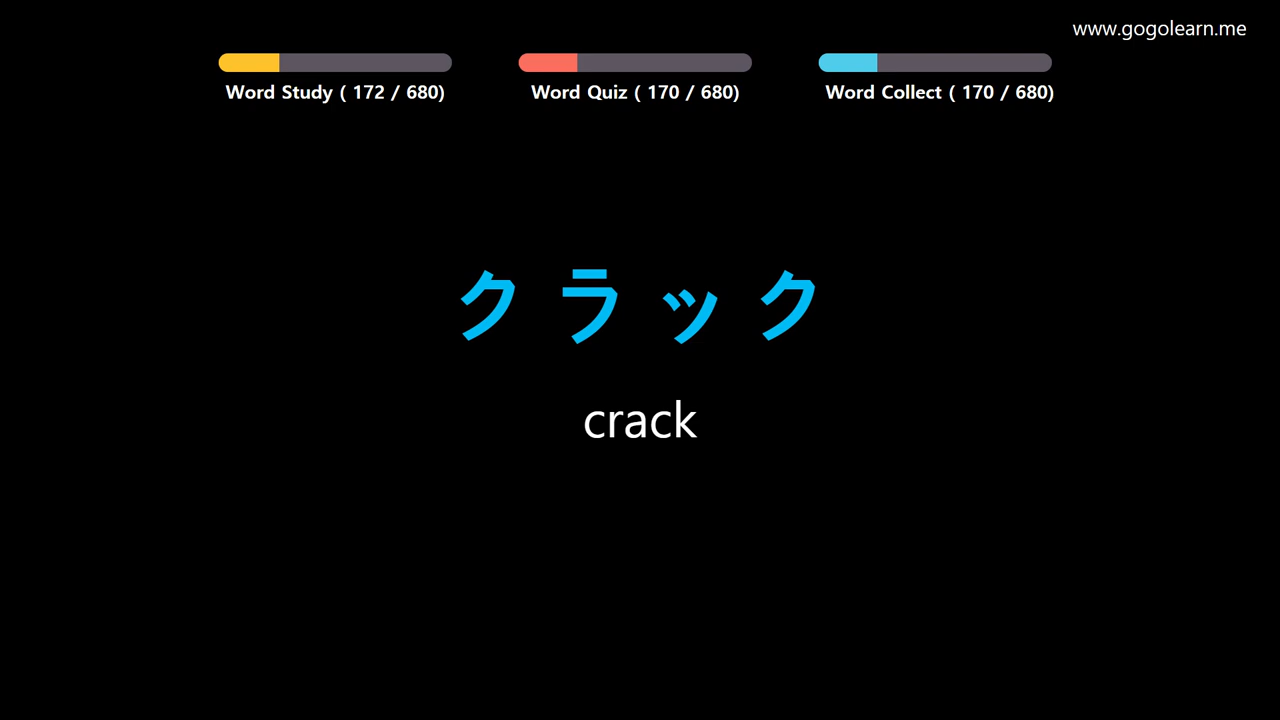 www.gogolearn.me
Word Study ( 172 / 680)
Word Quiz ( 170 / 680)
Word Collect ( 170 / 680)
クラック
crack